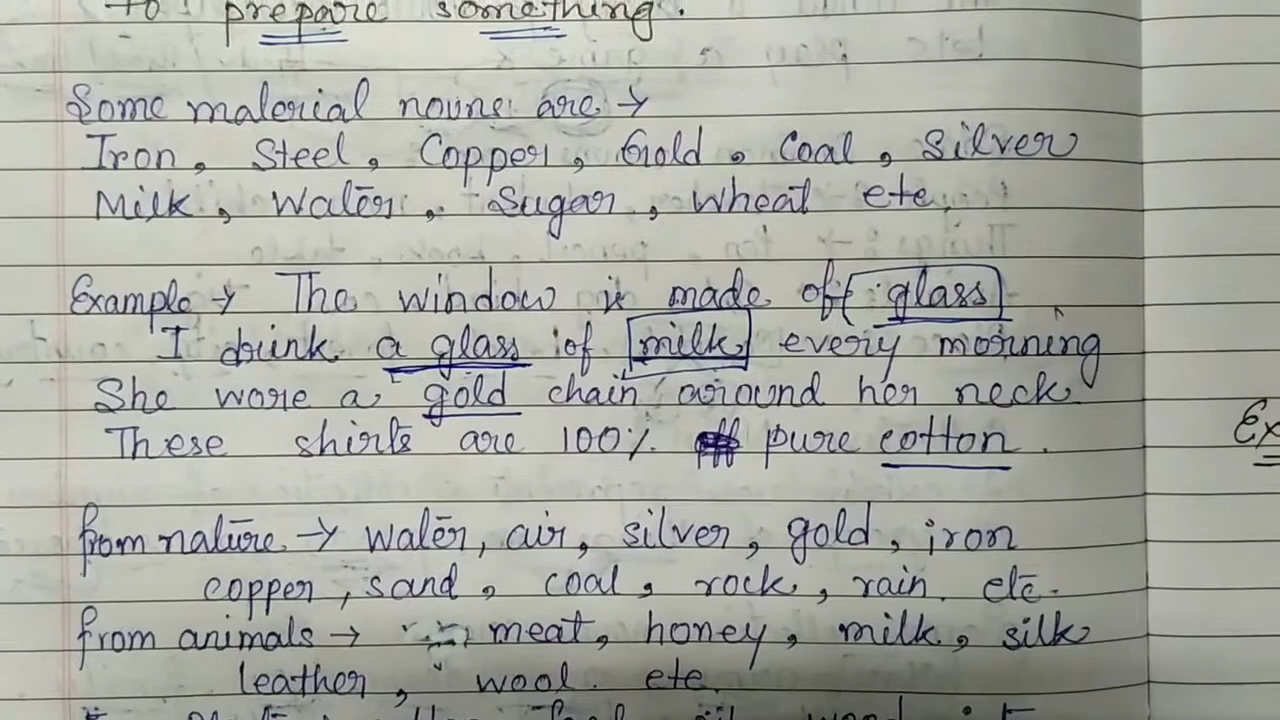 to prepare something.
Some material nouns are →
Iron, Steel, Copper, Gold, Coal, Silver
Milk, Water, Sugar, Wheat etc.
Example → The window is made off glass
I drink a glass of milk every morning
She wore a gold chain around her neck
These shirts are 100% pure cotton.
from nature → water, air, silver, gold, iron
copper, sand, coal, rock, rain. etc.
from animals → meat, honey, milk, silk
leather, wool. etc.
Ex